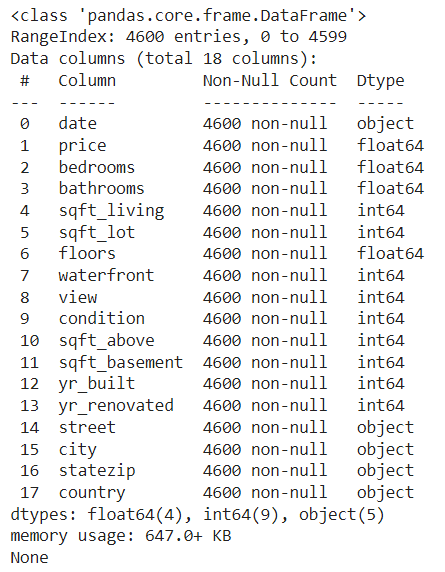 <class 'pandas.core.frame.DataFrame'>
RangeIndex: 4600 entries, 0 to 4599
Data columns (total 18 columns):
 #   Column         Non-Null Count  Dtype
---  ------         --------------  -----
 0   date           4600 non-null   object
 1   price          4600 non-null   float64
 2   bedrooms       4600 non-null   float64
 3   bathrooms      4600 non-null   float64
 4   sqft_living    4600 non-null   int64
 5   sqft_lot       4600 non-null   int64
 6   floors         4600 non-null   float64
 7   waterfront     4600 non-null   int64
 8   view           4600 non-null   int64
 9   condition      4600 non-null   int64
 10  sqft_above     4600 non-null   int64
 11  sqft_basement  4600 non-null   int64
 12  yr_built       4600 non-null   int64
 13  yr_renovated   4600 non-null   int64
 14  street         4600 non-null   object
 15  city           4600 non-null   object
 16  statezip       4600 non-null   object
 17  country        4600 non-null   object
dtypes: float64(4), int64(9), object(5)
memory usage: 647.0+ KB
None